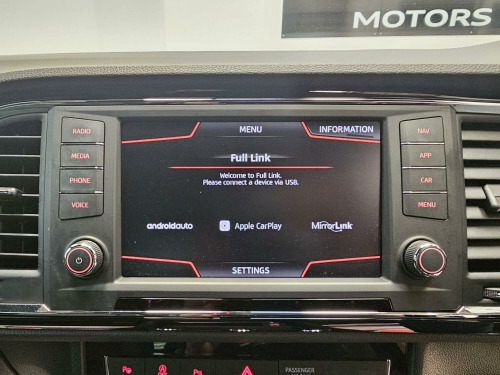 MOTORS
RADIO
MEDIA
PHONE
VOICE
MENU
INFORMATION
Full Link
Welcome to Full Link.
Please connect a device via USB.
androidauto
Apple CarPlay
MirrorLink
SETTINGS
NAV
APP
CAR
MENU
PASSENGER